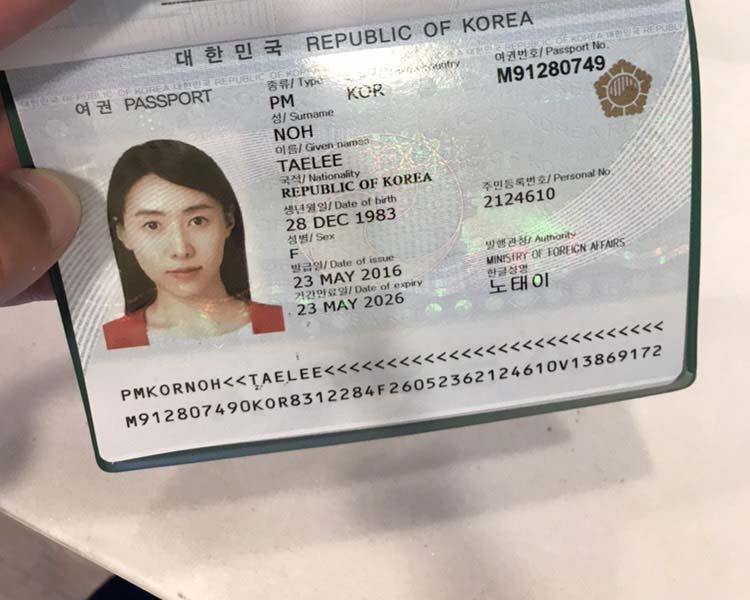 대한민국 REPUBLIC OF KOREA
여권 PASSPORT
종류/ Type
PM
KOR
여권번호/ Passport No.
M91280749
성/ Surname
NOH
이름/ Given names
TAELEE
국적/ Nationality
REPUBLIC OF KOREA
생년월일/ Date of birth
28 DEC 1983
주민등록번호/ Personal No.
2124610
성별/ Sex
F
발급일/ Date of issue
23 MAY 2016
발행관청/ Authority
MINISTRY OF FOREIGN AFFAIRS
기간만료일/ Date of expiry
23 MAY 2026
한글성명
노태이
PMKORNOH<<TAELEE<<<<<<<<<<<<<<<<<<<<<<<<<<<<
M912807490KOR8312284F26052362124610V13869172